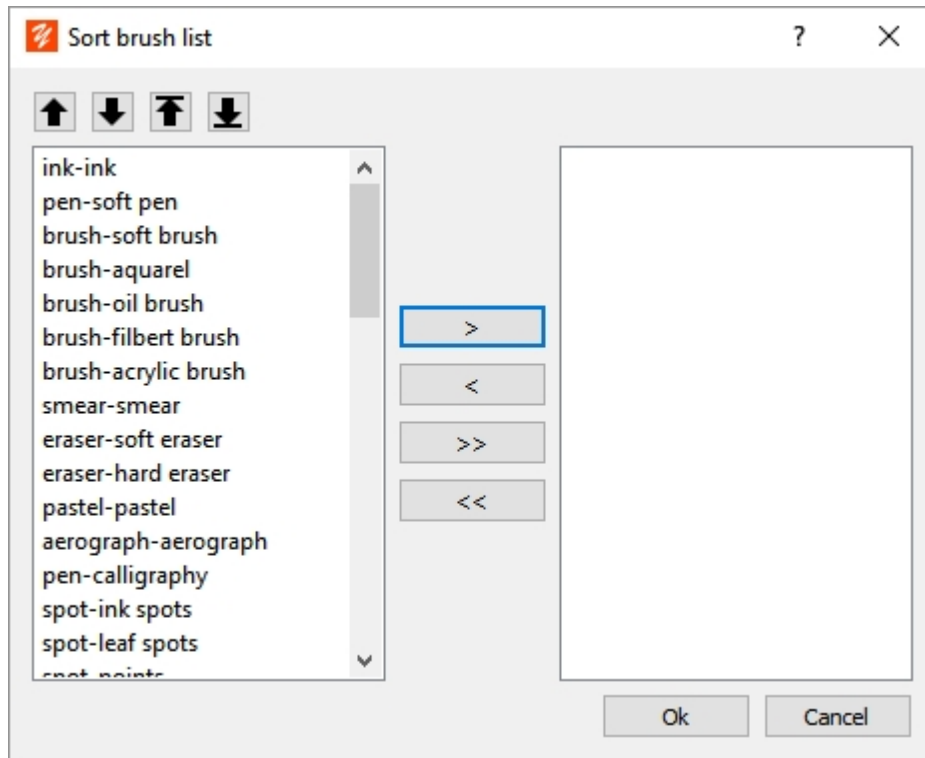 Sort brush list
?
ink-ink
pen-soft pen
brush-soft brush
brush-aquarel
brush-oil brush
brush-filbert brush
brush-acrylic brush
smear-smear
eraser-soft eraser
eraser-hard eraser
pastel-pastel
aerograph-aerograph
pen-calligraphy
spot-ink spots
spot-leaf spots
spot-points
>
<
>>
<<
Ok
Cancel